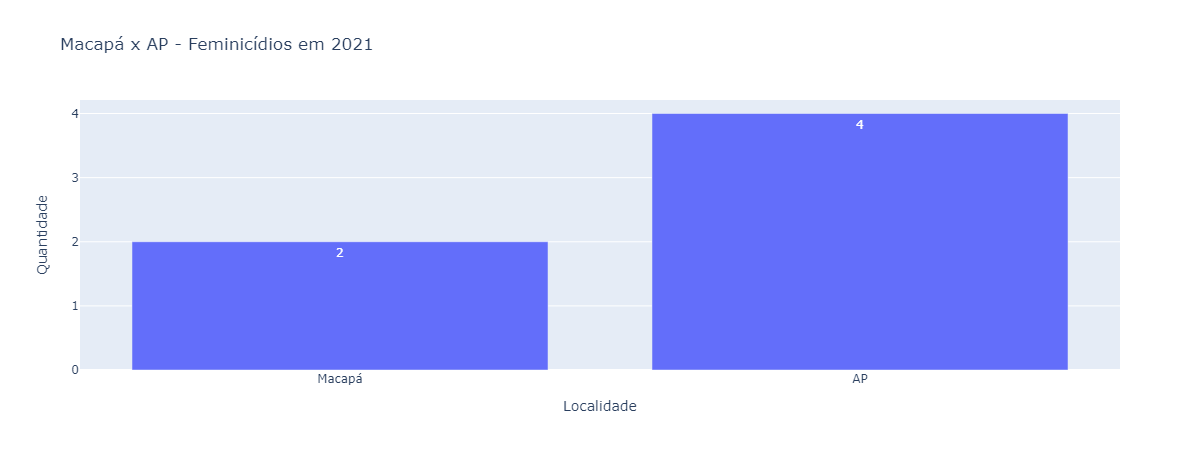 Macapá x AP - Feminicídios em 2021
Quantidade
4
3
2
1
0
2
4
Macapá
AP
Localidade